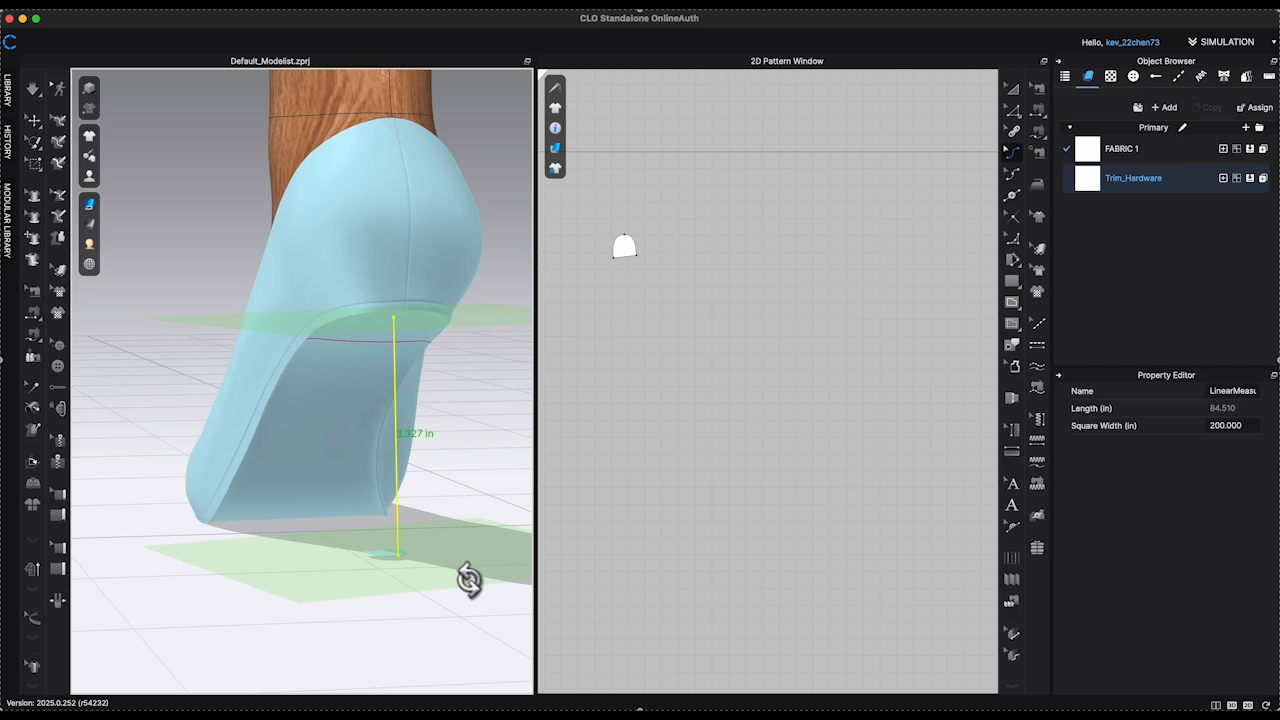 CLO Standalone OnlineAuth
Hello, kev_22chen73
SIMULATION
LIBRARY
HISTORY
MODULAR LIBRARY
Default_Modelist.zprj
2D Pattern Window
Object Browser
+ Add
Copy
Assign
Primary
FABRIC 1
Trim_Hardware
3.327 in
Property Editor
Name LinearMeasu
Length (in) 84.510
Square Width (in) 200.000
Version: 2025.0.252 (r54232)
3D 2D